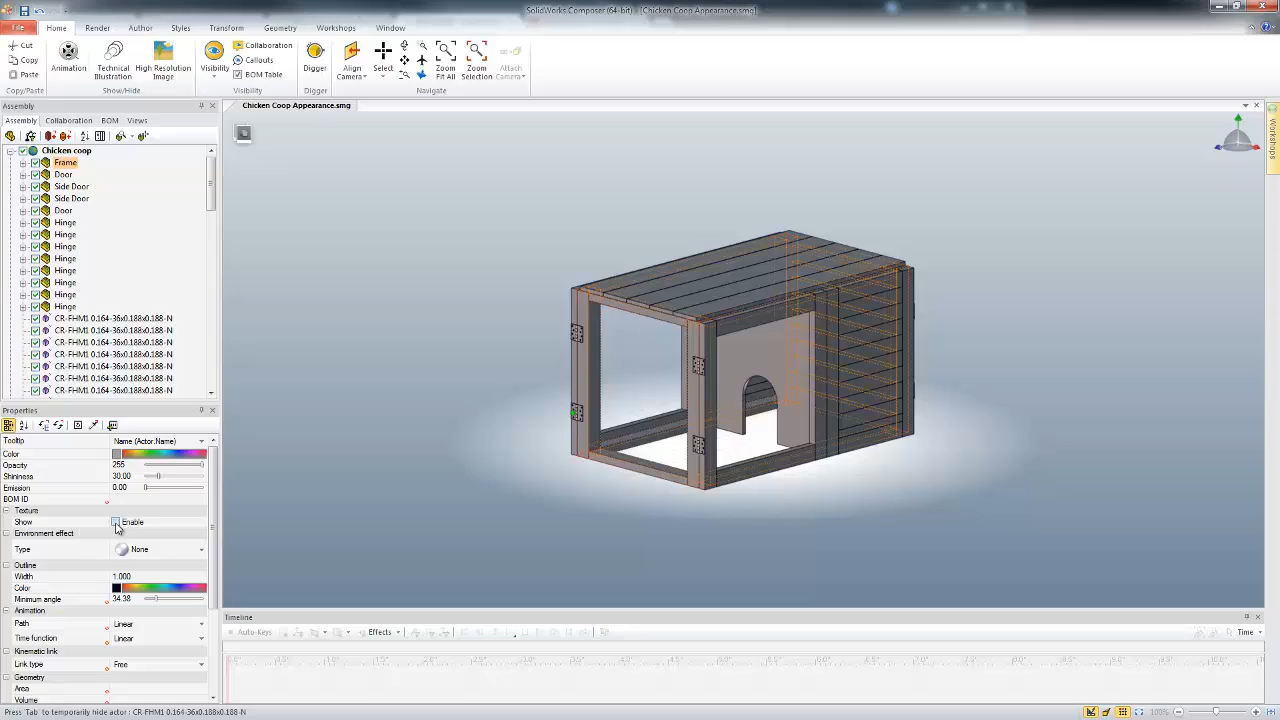 SolidWorks Composer (64-bit) - [Chicken Coop Appearance.smg]
File Home Render Author Styles Transform Geometry Workshops Window
Cut
Copy
Paste
Copy/Paste
Animation
Technical Illustration
High Resolution Image
Show/Hide
Visibility
Collaboration
Callouts
BOM Table
Visibility
Digger
Digger
Align Camera
Select
Zoom Fit All
Zoom Selection
Attach Camera
Navigate
Assembly
Chicken Coop Appearance.smg
Assembly Collaboration BOM Views
Chicken coop
Frame
Door
Side Door
Side Door
Door
Hinge
Hinge
Hinge
Hinge
Hinge
Hinge
Hinge
Hinge
CR-FHM1 0.164-36x0.188x0.188-N
CR-FHM1 0.164-36x0.188x0.188-N
CR-FHM1 0.164-36x0.188x0.188-N
CR-FHM1 0.164-36x0.188x0.188-N
CR-FHM1 0.164-36x0.188x0.188-N
CR-FHM1 0.164-36x0.188x0.188-N
CR-FHM1 0.164-36x0.188x0.188-N
Workshops
Properties
Tooltip Name (Actor.Name)
Color
Opacity 255
Shininess 30.00
Emission 0.00
BOM ID
Texture
Show Enable
Environment effect
Type None
Outline
Width 1.000
Color
Minimum angle 34.38
Animation
Path Linear
Time function Linear
Kinematic link
Link type Free
Geometry
Area
Volume
Timeline
Auto-Keys Effects Time
Press 'Tab' to temporarily hide actor : CR-FHM1 0.164-36x0.188x0.188-N
100%